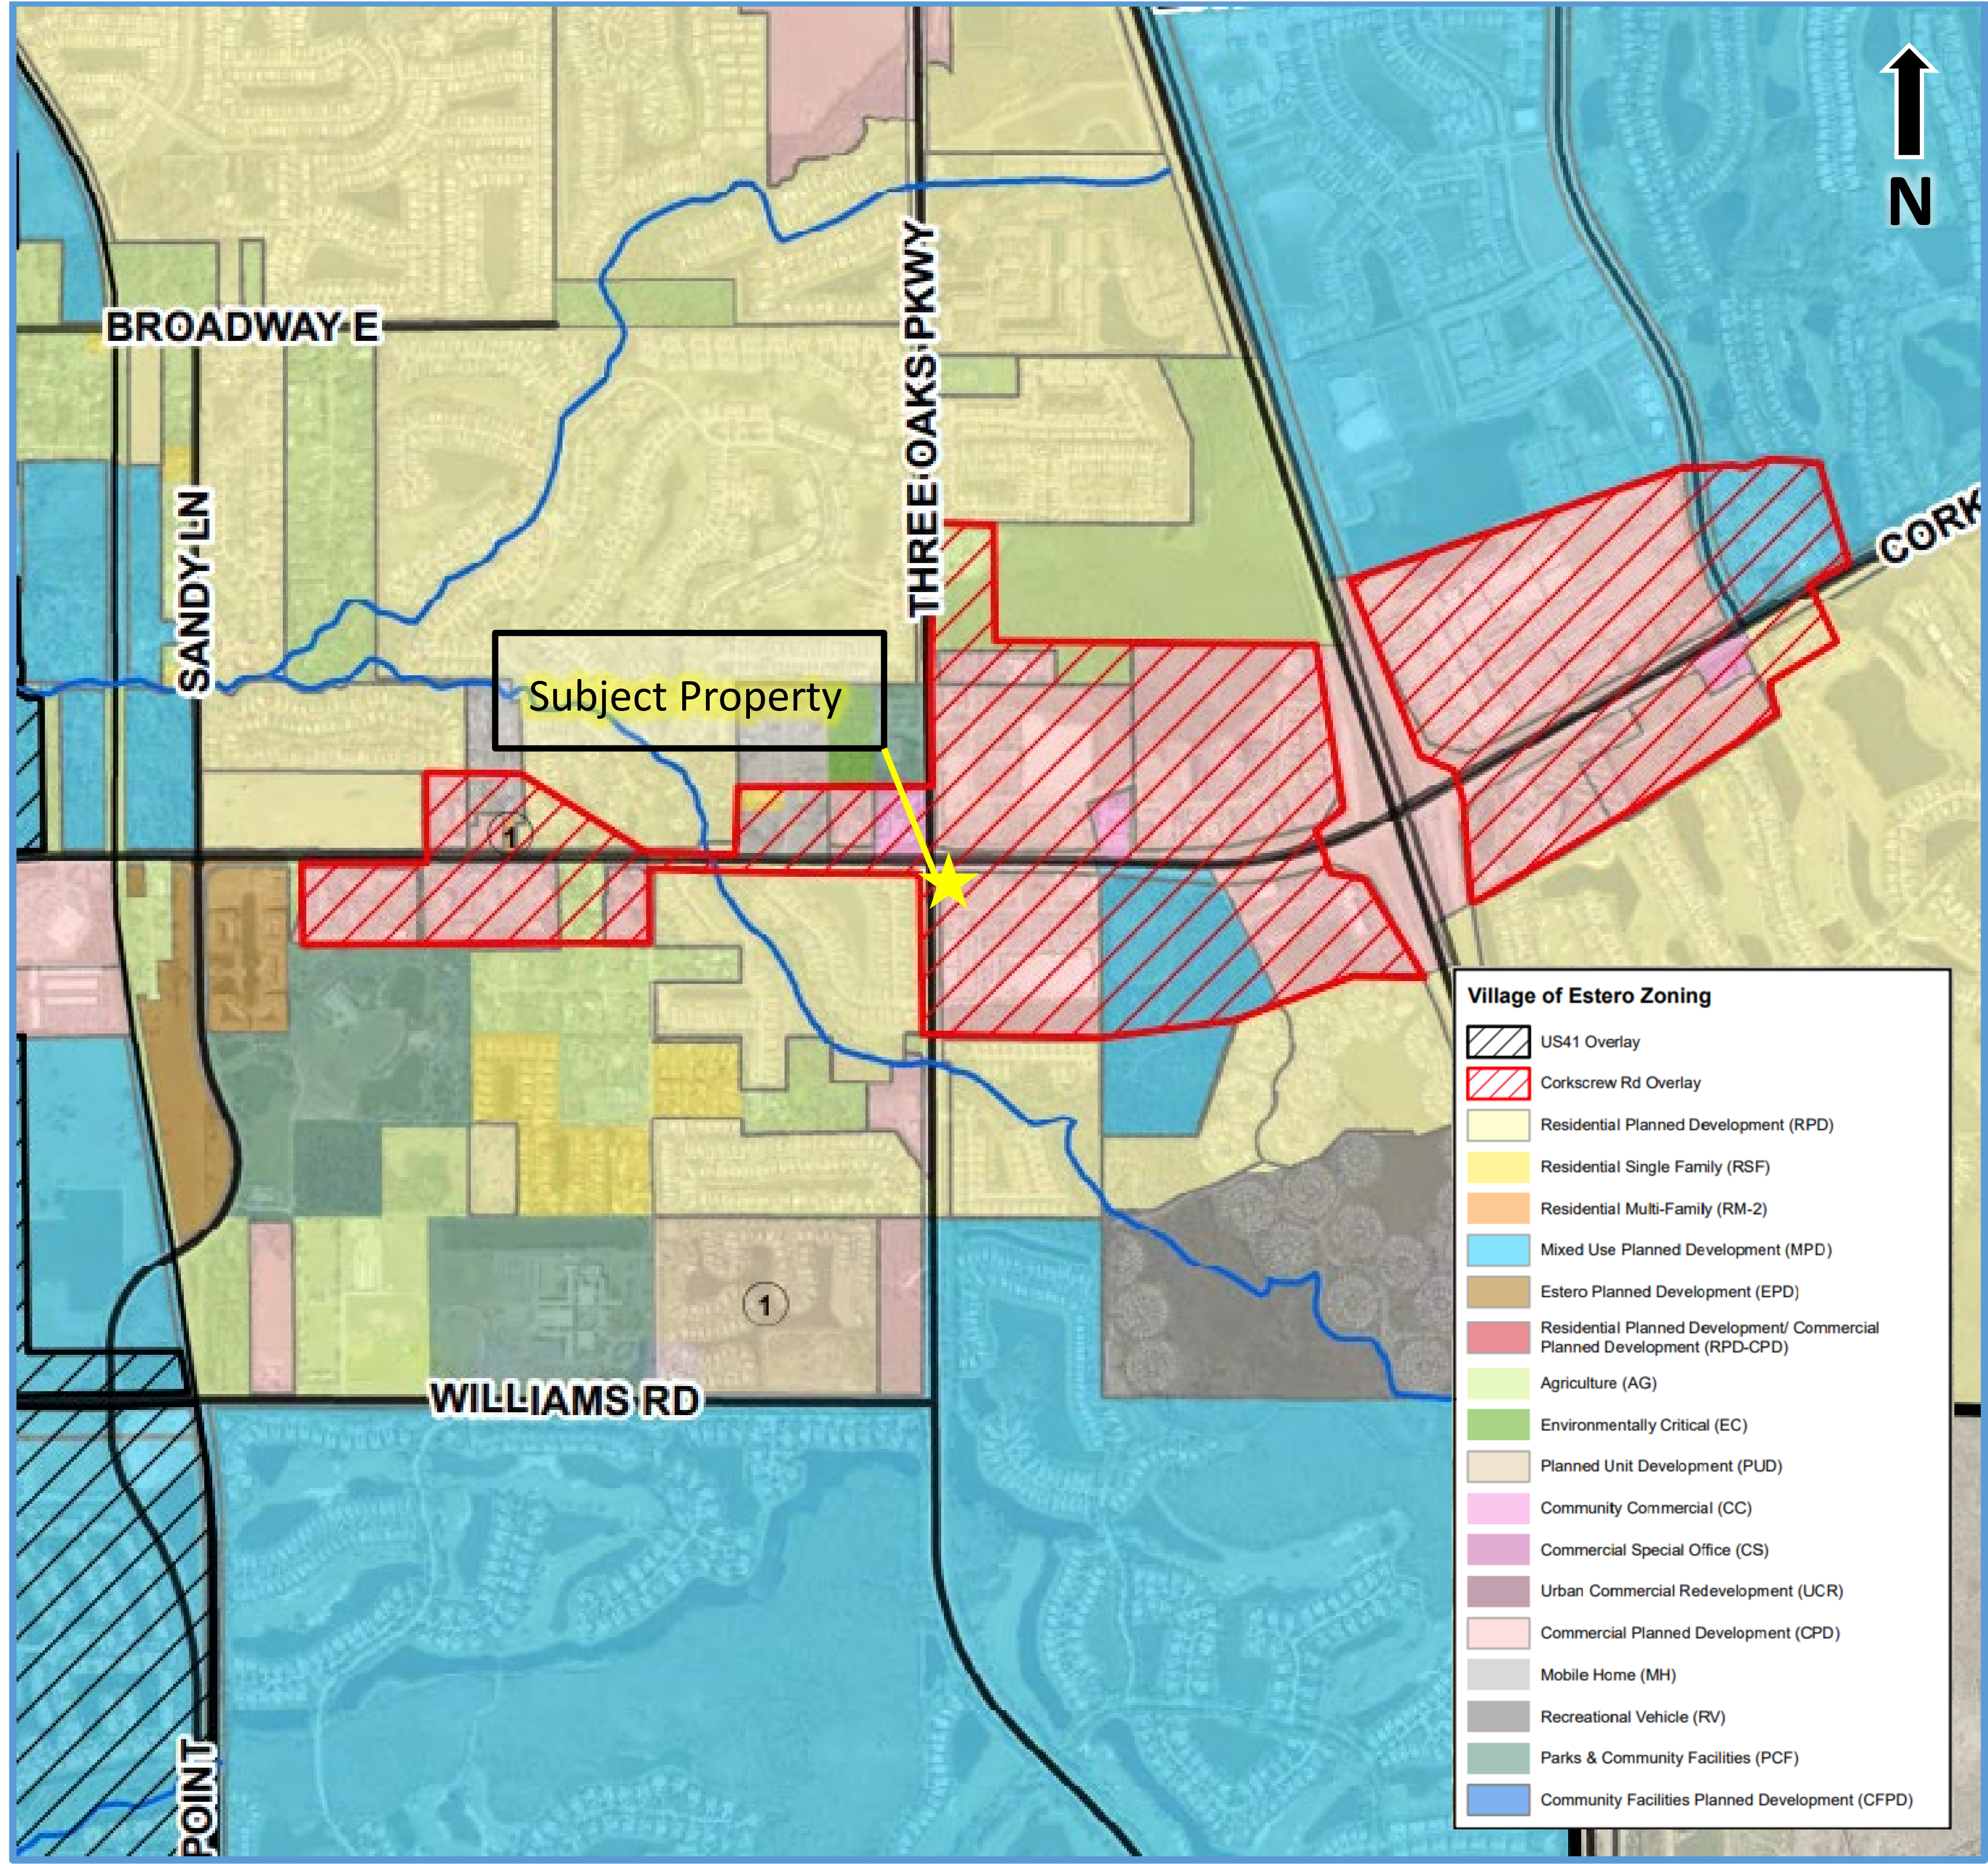 N
BROADWAY E
THREE OAKS PKWY
SANDY LN
CORK
Subject Property
1
1
WILLIAMS RD
POINT
Village of Estero Zoning
US41 Overlay
Corkscrew Rd Overlay
Residential Planned Development (RPD)
Residential Single Family (RSF)
Residential Multi-Family (RM-2)
Mixed Use Planned Development (MPD)
Estero Planned Development (EPD)
Residential Planned Development/ Commercial
Planned Development (RPD-CPD)
Agriculture (AG)
Environmentally Critical (EC)
Planned Unit Development (PUD)
Community Commercial (CC)
Commercial Special Office (CS)
Urban Commercial Redevelopment (UCR)
Commercial Planned Development (CPD)
Mobile Home (MH)
Recreational Vehicle (RV)
Parks & Community Facilities (PCF)
Community Facilities Planned Development (CFPD)